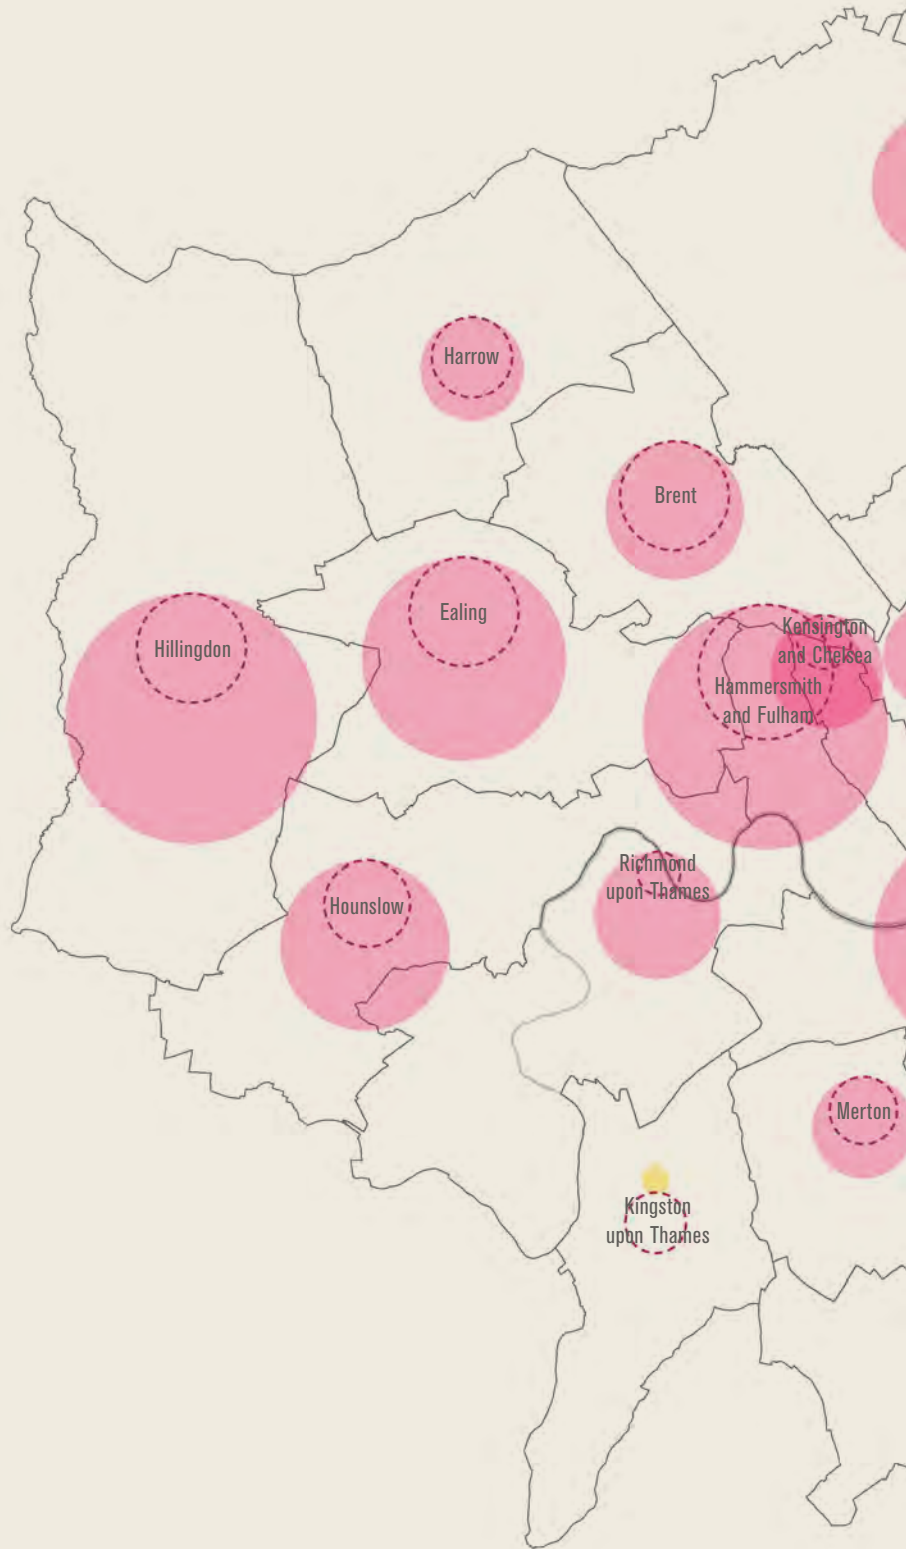 Harrow
Brent
Ealing
Hillingdon
Kensington
and Chelsea
Hammersmith
and Fulham
Richmond
upon Thames
Hounslow
Merton
Kingston
upon Thames